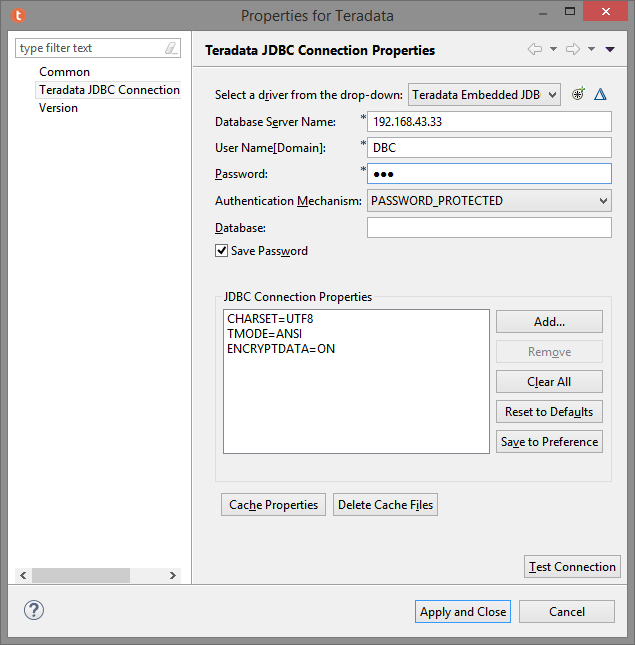 Properties for Teradata
type filter text
Common
Teradata JDBC Connection
Version
Teradata JDBC Connection Properties
Select a driver from the drop-down: Teradata Embedded JDB
Database Server Name: * 192.168.43.33
User Name[Domain]: * DBC
Password: * ●●●
Authentication Mechanism: PASSWORD_PROTECTED
Database:
Save Password
JDBC Connection Properties
CHARSET=UTF8
TMODE=ANSI
ENCRYPTDATA=ON
Add...
Remove
Clear All
Reset to Defaults
Save to Preference
Cache Properties Delete Cache Files
Test Connection
Apply and Close Cancel